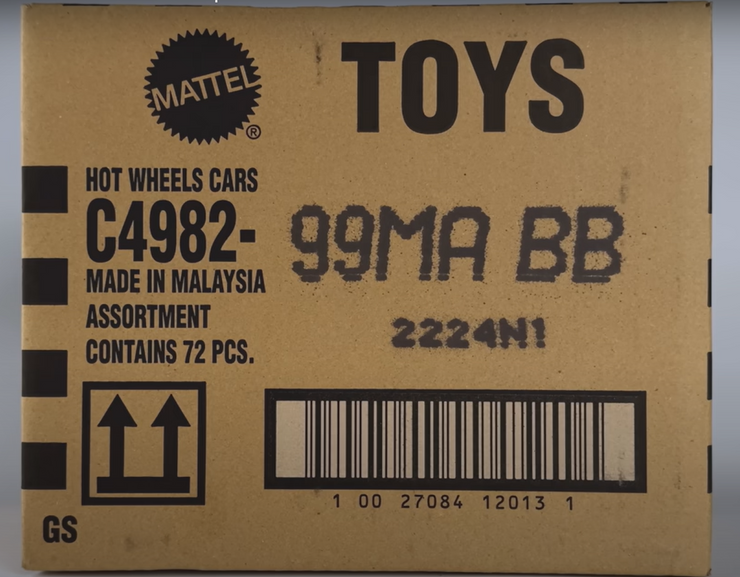 MATTEL®
TOYS
HOT WHEELS CARS
C4982-
99MA BB
MADE IN MALAYSIA
ASSORTMENT
2224N1
CONTAINS 72 PCS.
1 00 27084 12013 1
GS